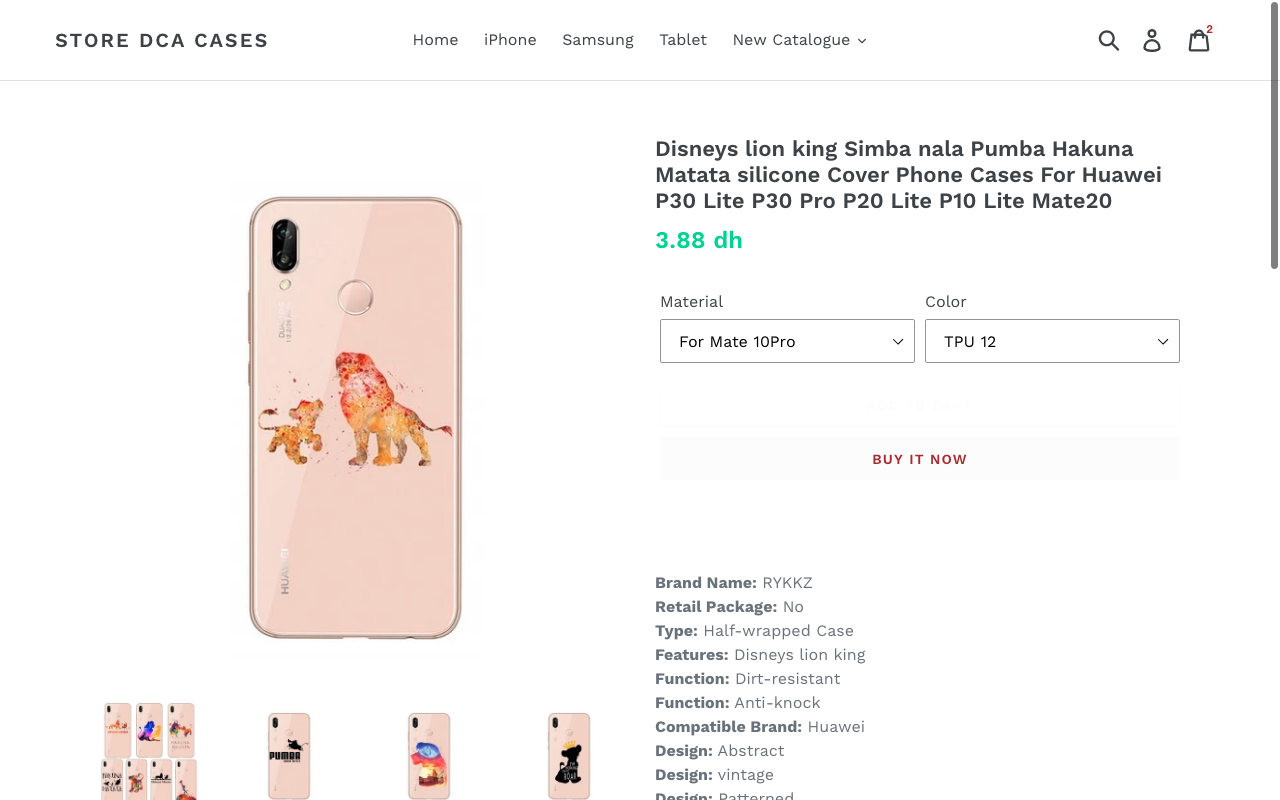 STORE DCA CASES
Home iPhone Samsung Tablet New Catalogue
2
Disneys lion king Simba nala Pumba Hakuna
Matata silicone Cover Phone Cases For Huawei
P30 Lite P30 Pro P20 Lite P10 Lite Mate20
3.88 dh
Material Color
For Mate 10Pro TPU 12
ADD TO CART
BUY IT NOW
HUAWEI
Brand Name: RYKKZ
Retail Package: No
Type: Half-wrapped Case
Features: Disneys lion king
Function: Dirt-resistant
Function: Anti-knock
Compatible Brand: Huawei
Design: Abstract
Design: vintage
Design: Patterned
PUMBA